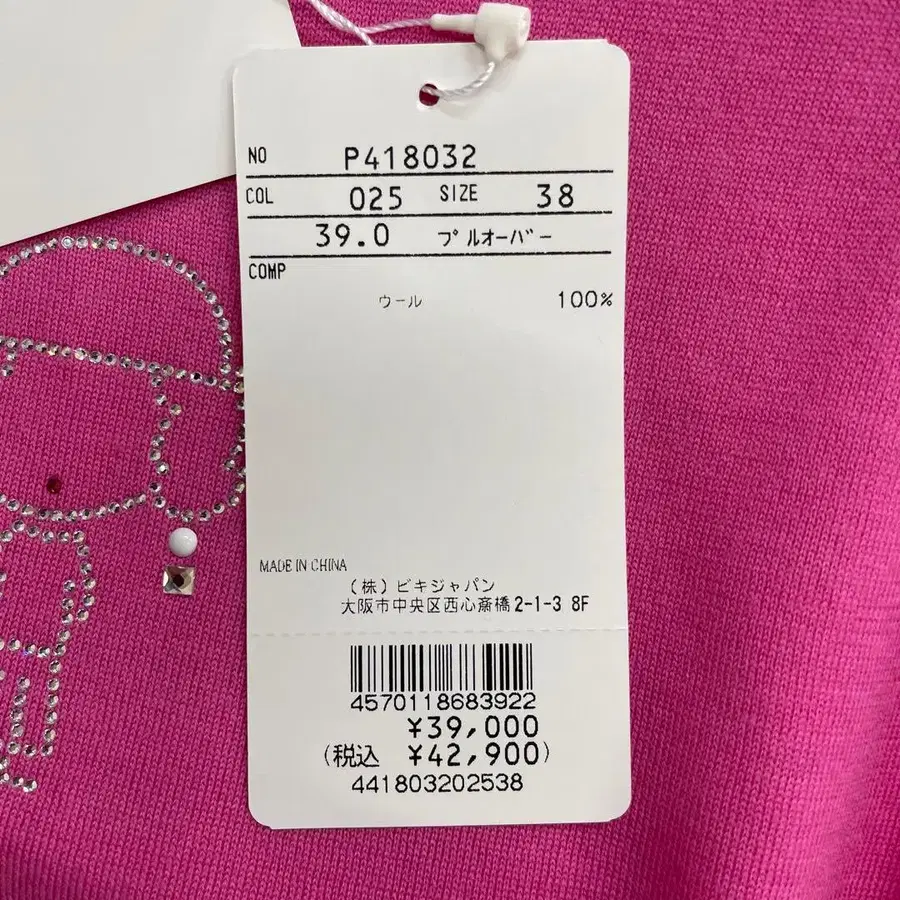 NO P418032
COL 025 SIZE 38
39.0 プルオーバー
COMP
ウール 100%
MADE IN CHINA
(株)ビキジャパン
大阪市中央区西心斎橋2-1-3 8F
4570118683922
¥39,000
(税込 ¥42,900)
441803202538